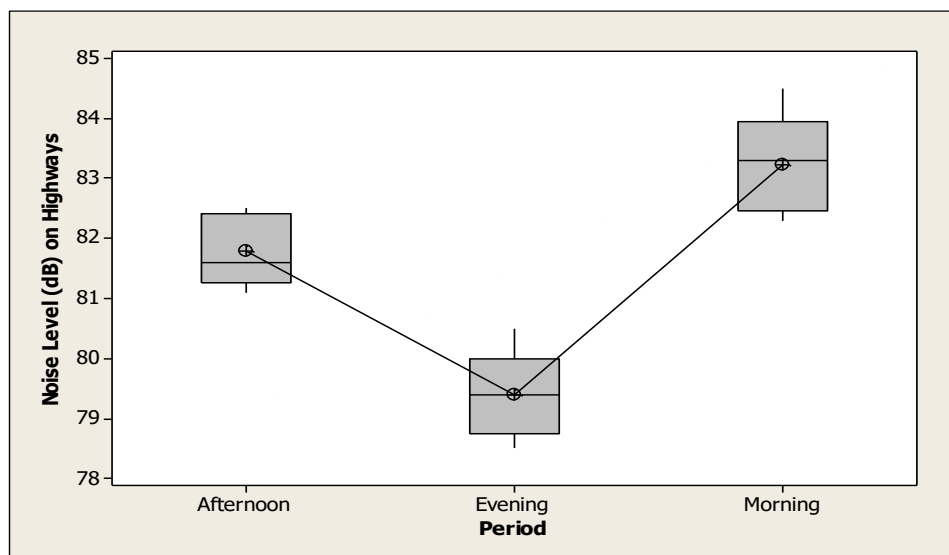 Noise Level (dB) on Highways
85
84
83
82
81
80
79
78
Afternoon Evening Morning
Period